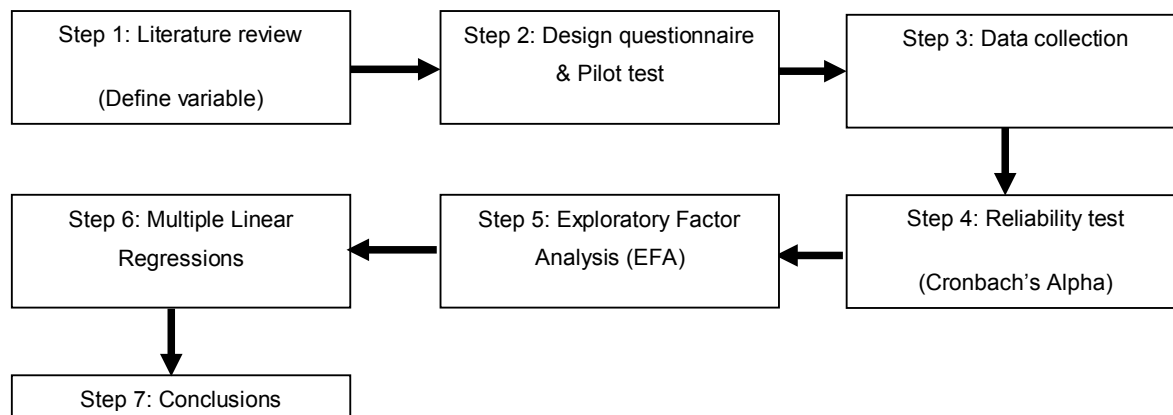 Step 1: Literature review
(Define variable)
Step 2: Design questionnaire
& Pilot test
Step 3: Data collection
Step 4: Reliability test
(Cronbach’s Alpha)
Step 5: Exploratory Factor
Analysis (EFA)
Step 6: Multiple Linear
Regressions
Step 7: Conclusions